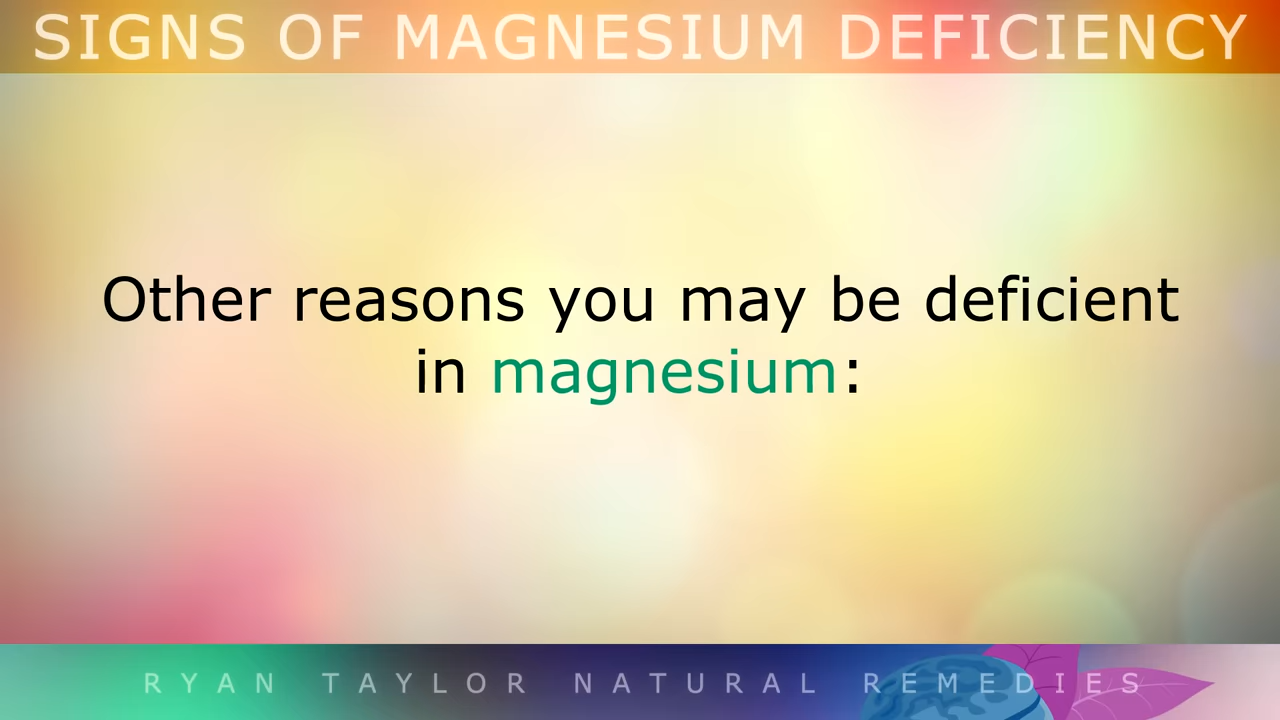 SIGNS OF MAGNESIUM DEFICIENCY
Other reasons you may be deficient
in magnesium:
RYAN TAYLOR NATURAL REMEDIES